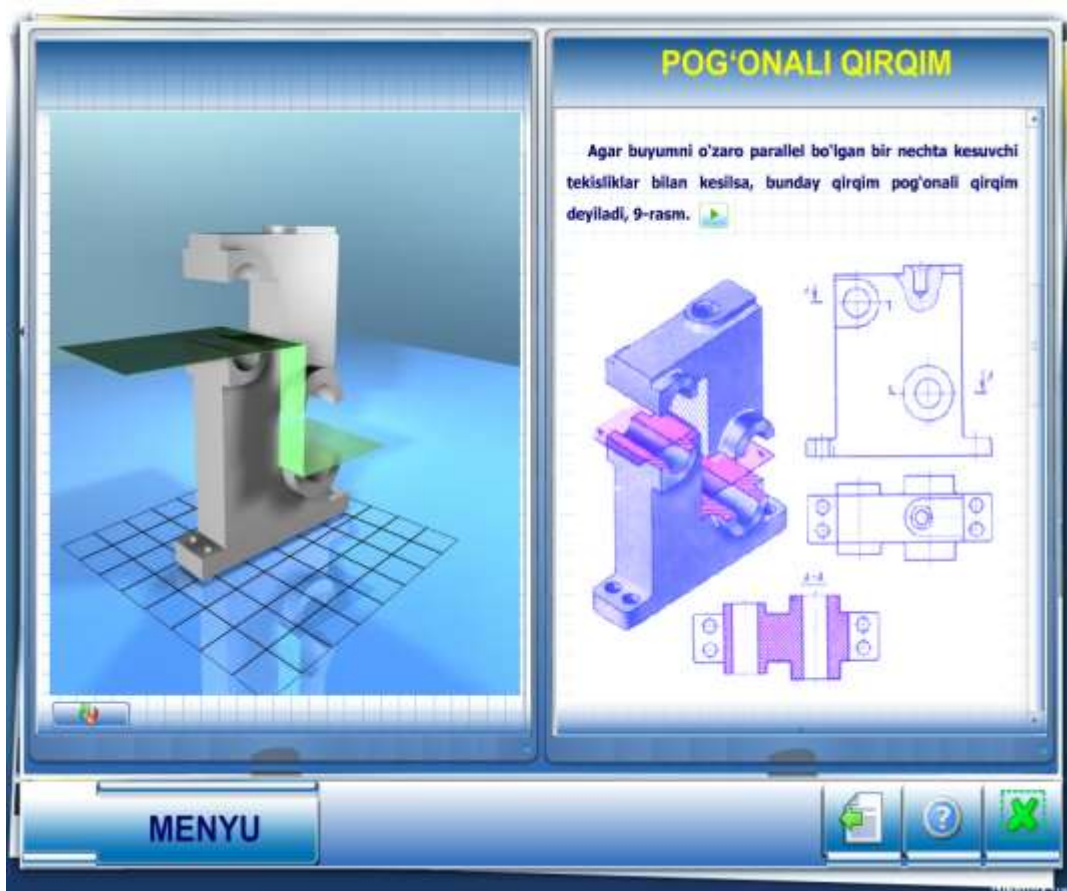 POG‘ONALI QIRQIM
Agar buyumni o'zaro parallel bo'lgan bir nechta kesuvchi
tekisliklar bilan kesilsa, bunday qirqim pog'onali qirqim
deyiladi, 9-rasm.
A-A
MENYU